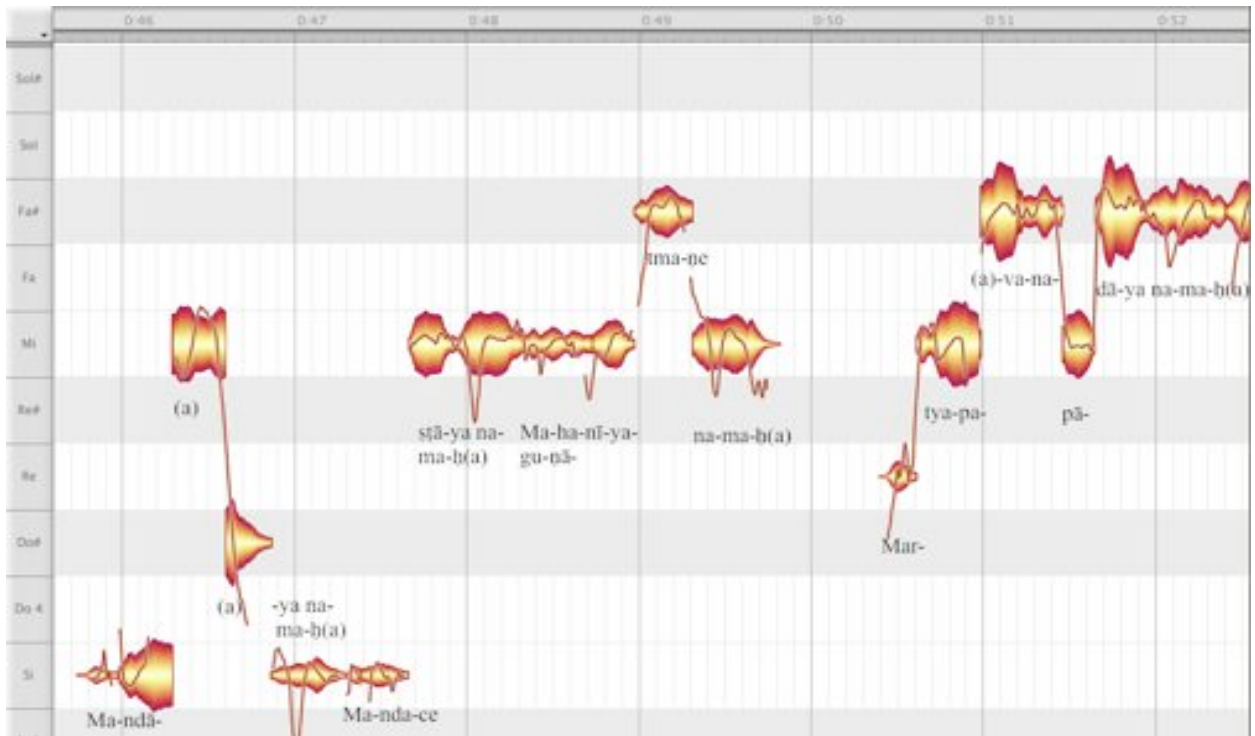 0:46 0:47 0:48 0:49 0:50 0:51 0:52
Sol#
Sol
Fa#
Fa
Mi
Re#
Re
Do#
Do 4
Si
Ma-ndā-
(a)
(a)
-ya na-
ma-ḥ(a)
Ma-nda-ce
ṣṭā-ya na-
ma-ḥ(a)
Ma-ha-nī-ya-
gu-ṇā-
tma-ṇe
na-ma-ḥ(a)
Mar-
tya-pa-
(a)-va-na-
pā-
dā-ya na-ma-ḥ(a)